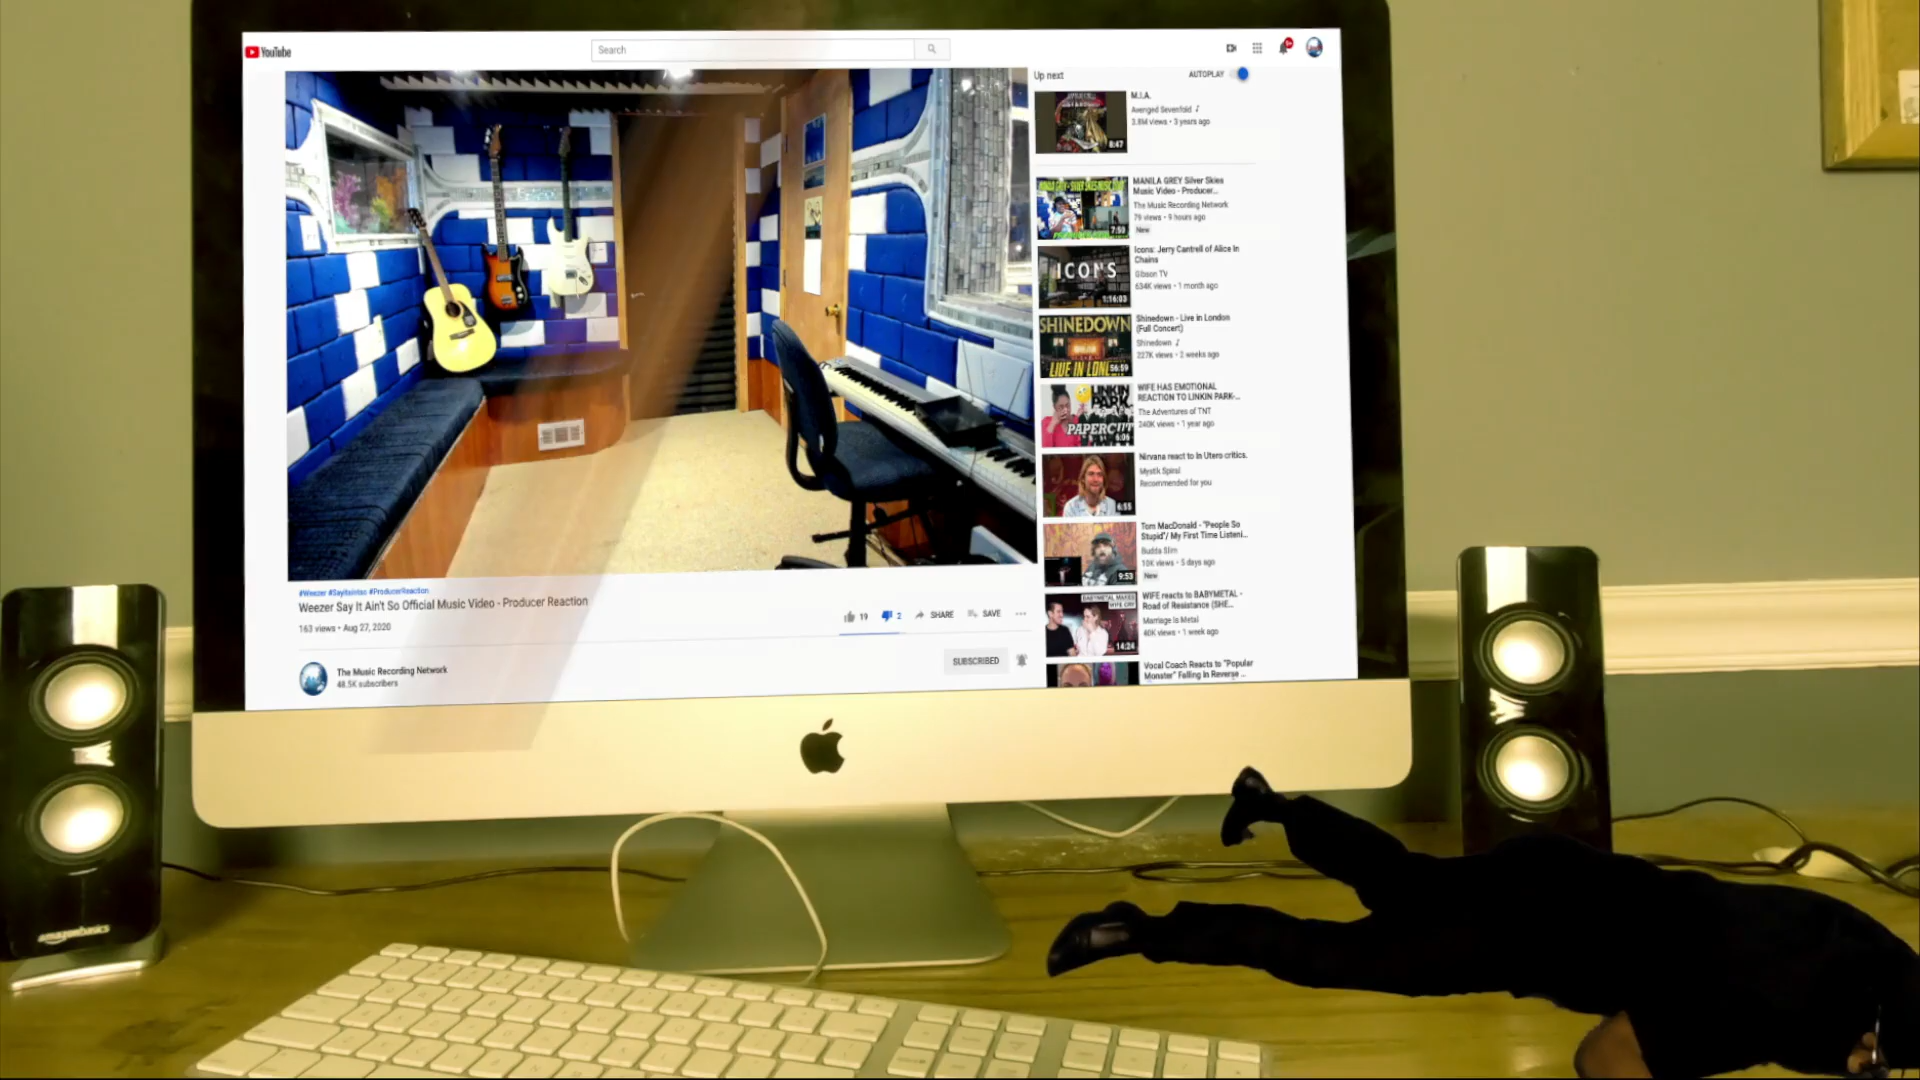 YouTube
Search
Up next
AUTOPLAY
M.I.A.
Avenged Sevenfold
3.8M views • 3 years ago
8:47
MANILA GREY Silver Skies
Music Video - Producer...
The Music Recording Network
79 views • 9 hours ago
New
7:50
Icons: Jerry Cantrell of Alice In
Chains
Gibson TV
634K views • 1 month ago
ICONS
1:16:03
Shinedown - Live in London
(Full Concert)
Shinedown
227K views • 2 weeks ago
SHINEDOWN
LIVE IN
56:59
WIFE HAS EMOTIONAL
REACTION TO LINKIN PARK-...
The Adventures of TNT
240K views • 1 year ago
LINKIN
PARK
PAPERCUT
6:06
Nirvana react to In Utero critics.
Mystik Spiral
Recommended for you
6:55
Tom MacDonald - "People So
Stupid"/ My First Time Listeni...
Budda Slim
10K views • 5 days ago
New
9:53
WIFE reacts to BABYMETAL -
Road of Resistance (SHE...
Marriage Is Metal
40K views • 1 week ago
BABYMETAL MAKES
WIFE CRY
14:24
Vocal Coach Reacts to "Popular
Monster" Falling In Reverse ...
#Weezer #SayItAintSo #ProducerReaction
Weezer Say It Ain't So Official Music Video - Producer Reaction
163 views • Aug 27, 2020
19
2
SHARE
SAVE
The Music Recording Network
48.5K subscribers
SUBSCRIBED
amazonbasics